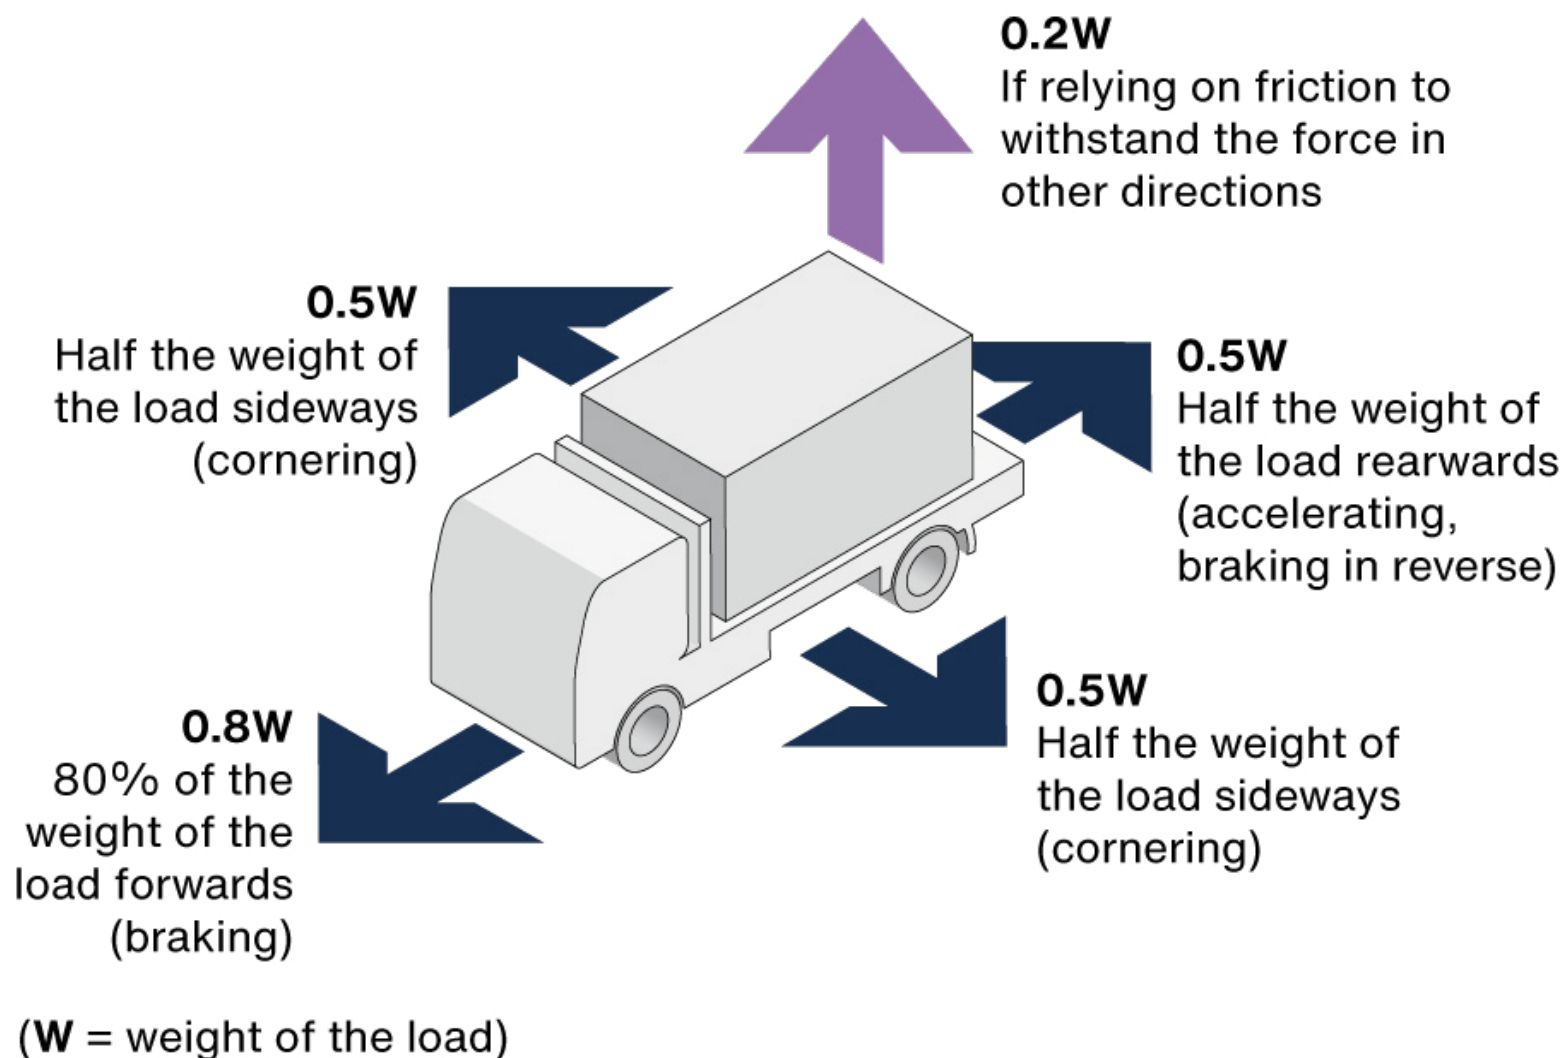 0.2W
If relying on friction to
withstand the force in
other directions
0.5W
Half the weight of
the load sideways
(cornering)
0.5W
Half the weight of
the load rearwards
(accelerating,
braking in reverse)
0.8W
80% of the
weight of the
load forwards
(braking)
0.5W
Half the weight of
the load sideways
(cornering)
(W = weight of the load)